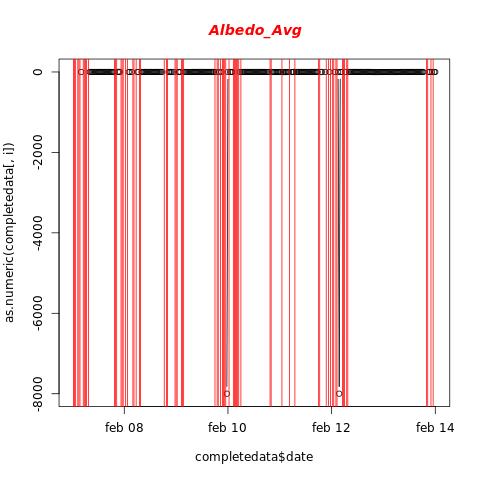 Albedo_Avg
as.numeric(completedata[, i])
0
-2000
-4000
-6000
-8000
feb 08
feb 10
feb 12
feb 14
completedata$date